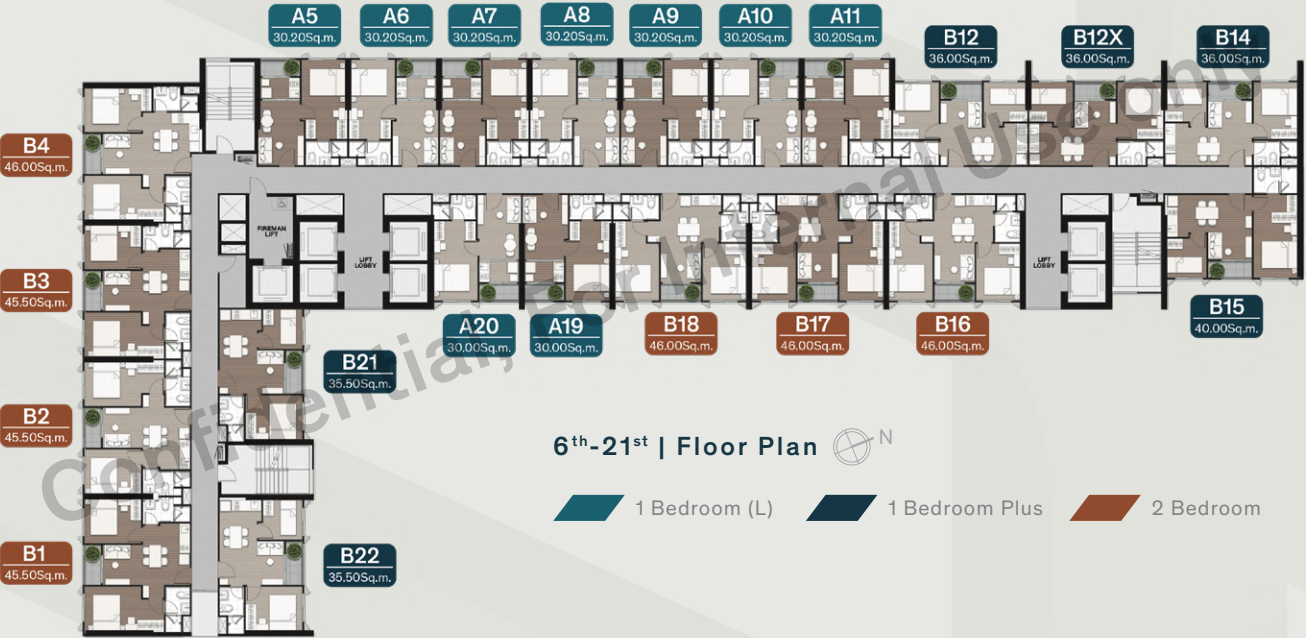 A5
30.20Sq.m.
A6
30.20Sq.m.
A7
30.20Sq.m.
A8
30.20Sq.m.
A9
30.20Sq.m.
A10
30.20Sq.m.
A11
30.20Sq.m.
B12
36.00Sq.m.
B12X
36.00Sq.m.
B14
36.00Sq.m.
B4
46.00Sq.m.
B3
45.50Sq.m.
B2
45.50Sq.m.
B1
45.50Sq.m.
FIREMAN
LIFT
LIFT
LOBBY
LIFT
LOBBY
A20
30.00Sq.m.
A19
30.00Sq.m.
B18
46.00Sq.m.
B17
46.00Sq.m.
B16
46.00Sq.m.
B15
40.00Sq.m.
B21
35.50Sq.m.
B22
35.50Sq.m.
Confidential, For Internal Use only
6th-21st | Floor Plan
N
1 Bedroom (L)
1 Bedroom Plus
2 Bedroom